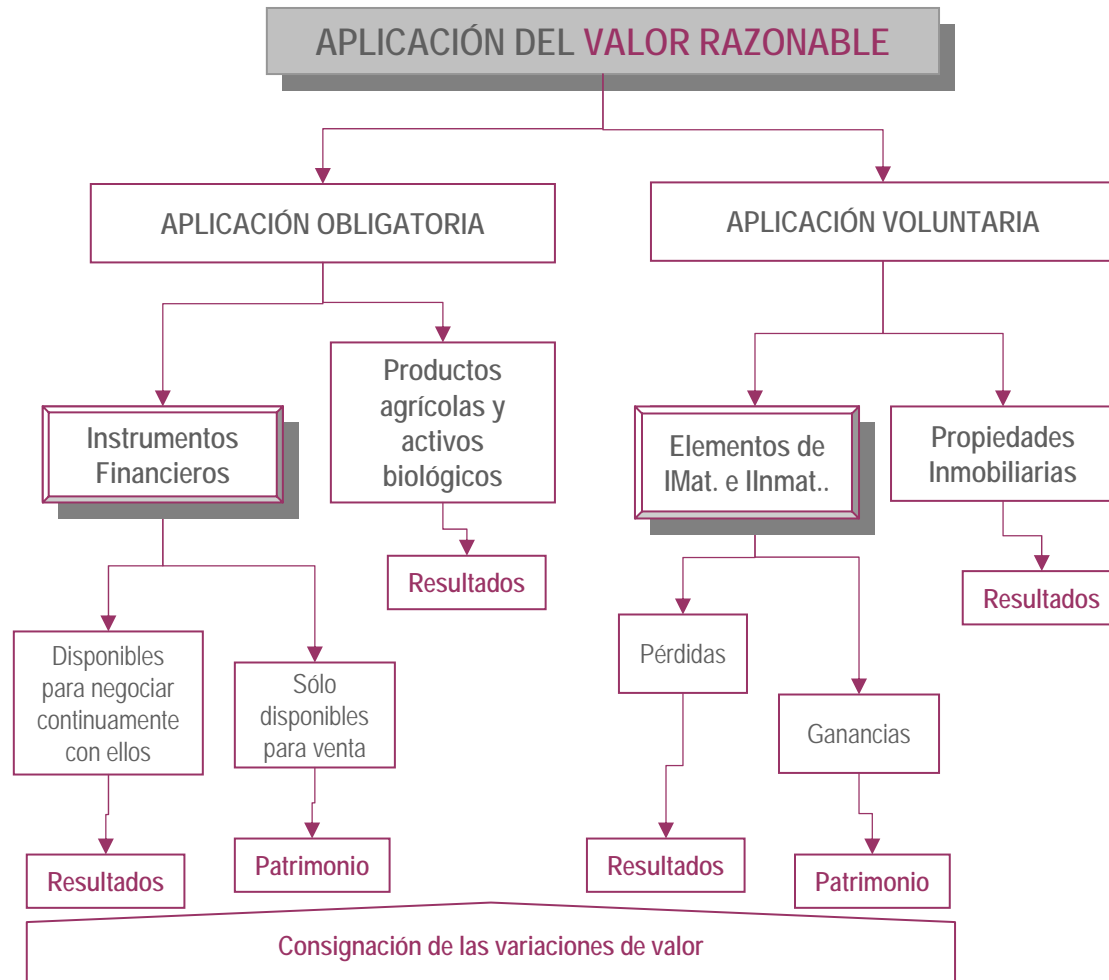 APLICACIÓN DEL VALOR RAZONABLE
APLICACIÓN OBLIGATORIA
APLICACIÓN VOLUNTARIA
Productos
agrícolas y
activos
biológicos
Instrumentos
Financieros
Elementos de
IMat. e IInmat..
Propiedades
Inmobiliarias
Resultados
Resultados
Disponibles
para negociar
continuamente
con ellos
Sólo
disponibles
para venta
Pérdidas
Ganancias
Resultados
Patrimonio
Resultados
Patrimonio
Consignación de las variaciones de valor